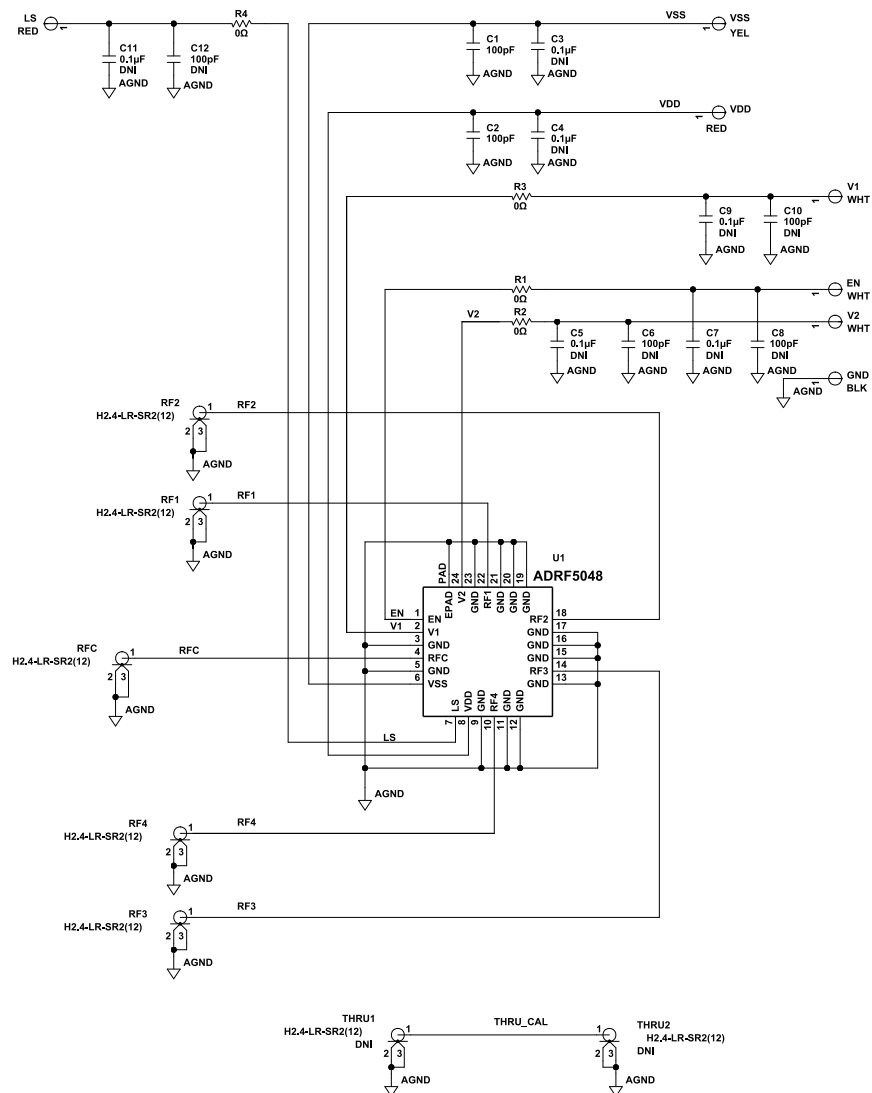 LS
RED
1
R4
0Ω
C11
0.1µF
DNI
AGND
C12
100pF
DNI
AGND
VSS
1
VSS
YEL
C1
100pF
AGND
C3
0.1µF
DNI
AGND
VDD
1
VDD
RED
C2
100pF
AGND
C4
0.1µF
DNI
AGND
R3
0Ω
1
V1
WHT
C9
0.1µF
DNI
AGND
C10
100pF
DNI
AGND
R1
0Ω
1
EN
WHT
V2
R2
0Ω
1
V2
WHT
C5
0.1µF
DNI
AGND
C6
100pF
DNI
AGND
C7
0.1µF
DNI
AGND
C8
100pF
DNI
AGND
AGND
1
GND
BLK
RF2
H2.4-LR-SR2(12)
1
2
3
AGND
RF2
RF1
H2.4-LR-SR2(12)
1
2
3
AGND
RF1
U1
ADRF5048
PAD
24
23
22
21
20
19
EPAD
V2
GND
RF1
GND
GND
GND
EN
1
EN
V1
2
V1
3
GND
4
RFC
5
GND
6
VSS
RF2
18
GND
17
GND
16
GND
15
RF3
14
GND
13
LS
VDD
GND
RF4
GND
GND
7
8
9
10
11
12
LS
AGND
RFC
H2.4-LR-SR2(12)
1
2
3
AGND
RFC
RF4
H2.4-LR-SR2(12)
1
2
3
AGND
RF4
RF3
H2.4-LR-SR2(12)
1
2
3
AGND
RF3
THRU1
H2.4-LR-SR2(12)
DNI
1
2
3
AGND
THRU_CAL
THRU2
H2.4-LR-SR2(12)
DNI
1
2
3
AGND